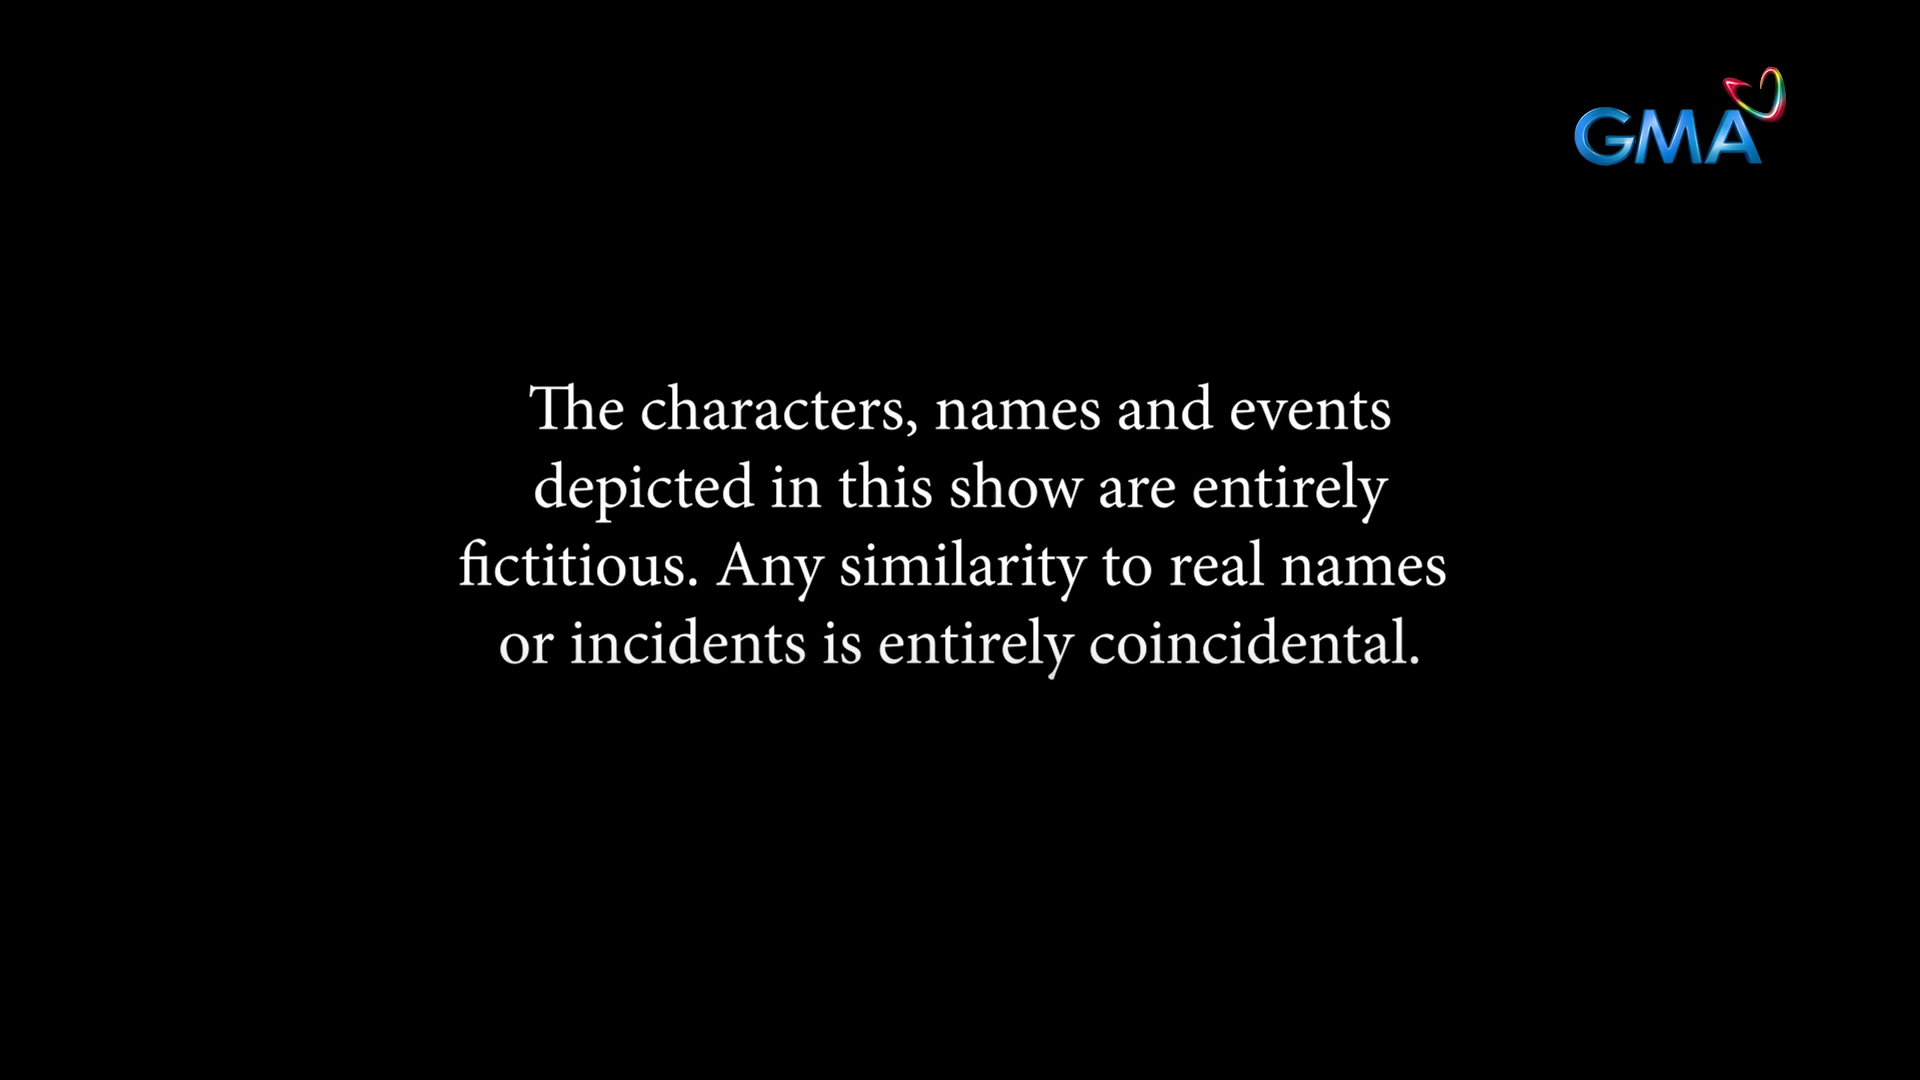 GMA
The characters, names and events
depicted in this show are entirely
fictitious. Any similarity to real names
or incidents is entirely coincidental.